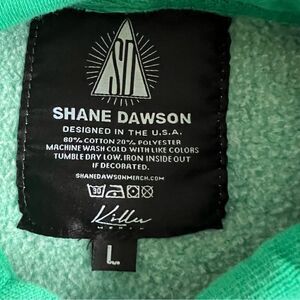 SD
SHANE DAWSON
DESIGNED IN THE U.S.A.
80% COTTON 20% POLYESTER
MACHINE WASH COLD WITH LIKE COLORS
TUMBLE DRY LOW. IRON INSIDE OUT
IF DECORATED.
SHANEDAWSONMERCH.COM
30
Killer
MERCH
L